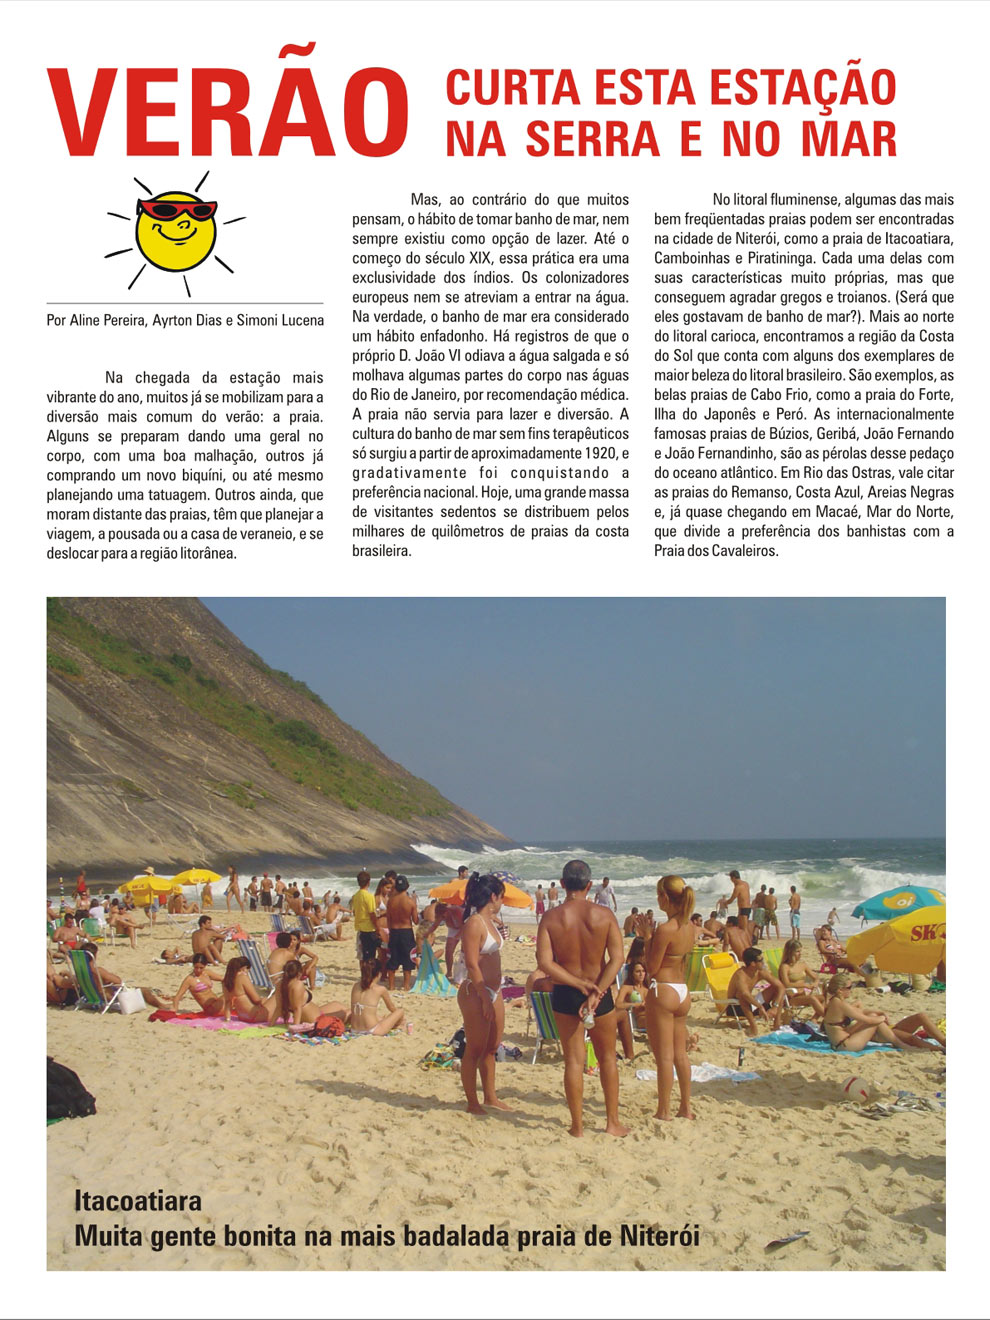 VERÃO
CURTA ESTA ESTAÇÃO
NA SERRA E NO MAR
Por Aline Pereira, Ayrton Dias e Simoni Lucena
Na chegada da estação mais
vibrante do ano, muitos já se mobilizam para a
diversão mais comum do verão: a praia.
Alguns se preparam dando uma geral no
corpo, com uma boa malhação, outros já
comprando um novo biquíni, ou até mesmo
planejando uma tatuagem. Outros ainda, que
moram distante das praias, têm que planejar a
viagem, a pousada ou a casa de veraneio, e se
deslocar para a região litorânea.
Mas, ao contrário do que muitos
pensam, o hábito de tomar banho de mar, nem
sempre existiu como opção de lazer. Até o
começo do século XIX, essa prática era uma
exclusividade dos índios. Os colonizadores
europeus nem se atreviam a entrar na água.
Na verdade, o banho de mar era considerado
um hábito enfadonho. Há registros de que o
próprio D. João VI odiava a água salgada e só
molhava algumas partes do corpo nas águas
do Rio de Janeiro, por recomendação médica.
A praia não servia para lazer e diversão. A
cultura do banho de mar sem fins terapêuticos
só surgiu a partir de aproximadamente 1920, e
gradativamente foi conquistando a
preferência nacional. Hoje, uma grande massa
de visitantes sedentos se distribuem pelos
milhares de quilômetros de praias da costa
brasileira.
No litoral fluminense, algumas das mais
bem freqüentadas praias podem ser encontradas
na cidade de Niterói, como a praia de Itacoatiara,
Camboinhas e Piratininga. Cada uma delas com
suas características muito próprias, mas que
conseguem agradar gregos e troianos. (Será que
eles gostavam de banho de mar?). Mais ao norte
do litoral carioca, encontramos a região da Costa
do Sol que conta com alguns dos exemplares de
maior beleza do litoral brasileiro. São exemplos, as
belas praias de Cabo Frio, como a praia do Forte,
Ilha do Japonês e Peró. As internacionalmente
famosas praias de Búzios, Geribá, João Fernando
e João Fernandinho, são as pérolas desse pedaço
do oceano atlântico. Em Rio das Ostras, vale citar
as praias do Remanso, Costa Azul, Areias Negras
e, já quase chegando em Macaé, Mar do Norte,
que divide a preferência dos banhistas com a
Praia dos Cavaleiros.
oi
SK
Itacoatiara
Muita gente bonita na mais badalada praia de Niterói